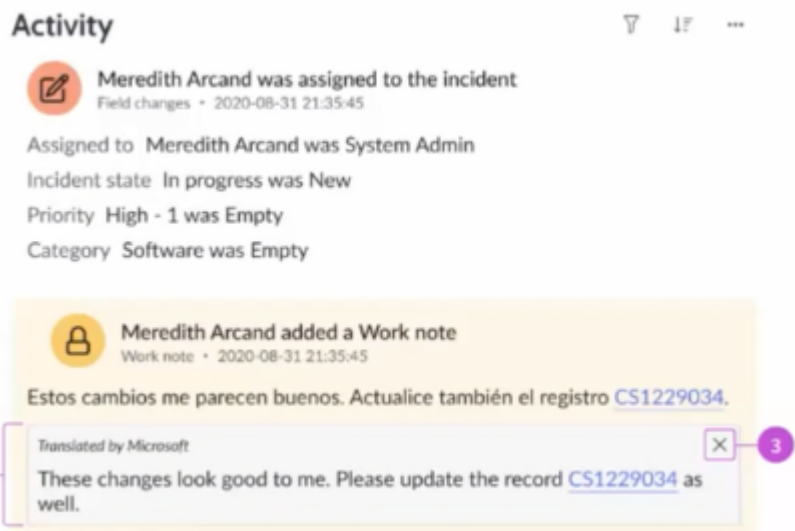 Activity
Meredith Arcand was assigned to the incident
Field changes • 2020-08-31 21:35:45
Assigned to Meredith Arcand was System Admin
Incident state In progress was New
Priority High - 1 was Empty
Category Software was Empty
Meredith Arcand added a Work note
Work note • 2020-08-31 21:35:45
Estos cambios me parecen buenos. Actualice también el registro CS1229034.
Translated by Microsoft
3
These changes look good to me. Please update the record CS1229034 as
well.